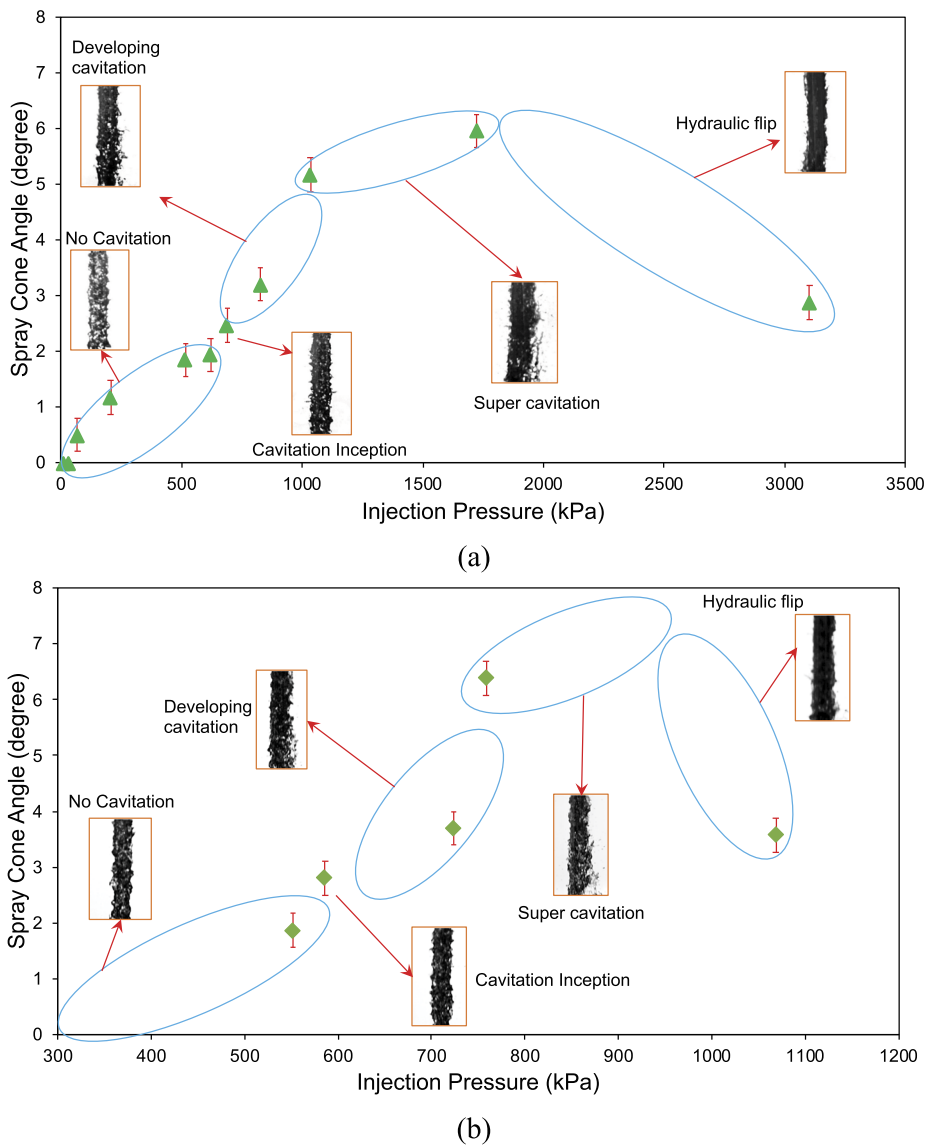 8
Developing
cavitation
7
Hydraulic flip
6
5
Spray Cone Angle (degree)
4
No Cavitation
3
2
Super cavitation
1
Cavitation Inception
0
0 500 1000 1500 2000 2500 3000 3500
Injection Pressure (kPa)
(a)
8
Hydraulic flip
7
6
Developing
cavitation
5
Spray Cone Angle (degree)
No Cavitation
4
3
2
Super cavitation
Cavitation Inception
1
0
300 400 500 600 700 800 900 1000 1100 1200
Injection Pressure (kPa)
(b)